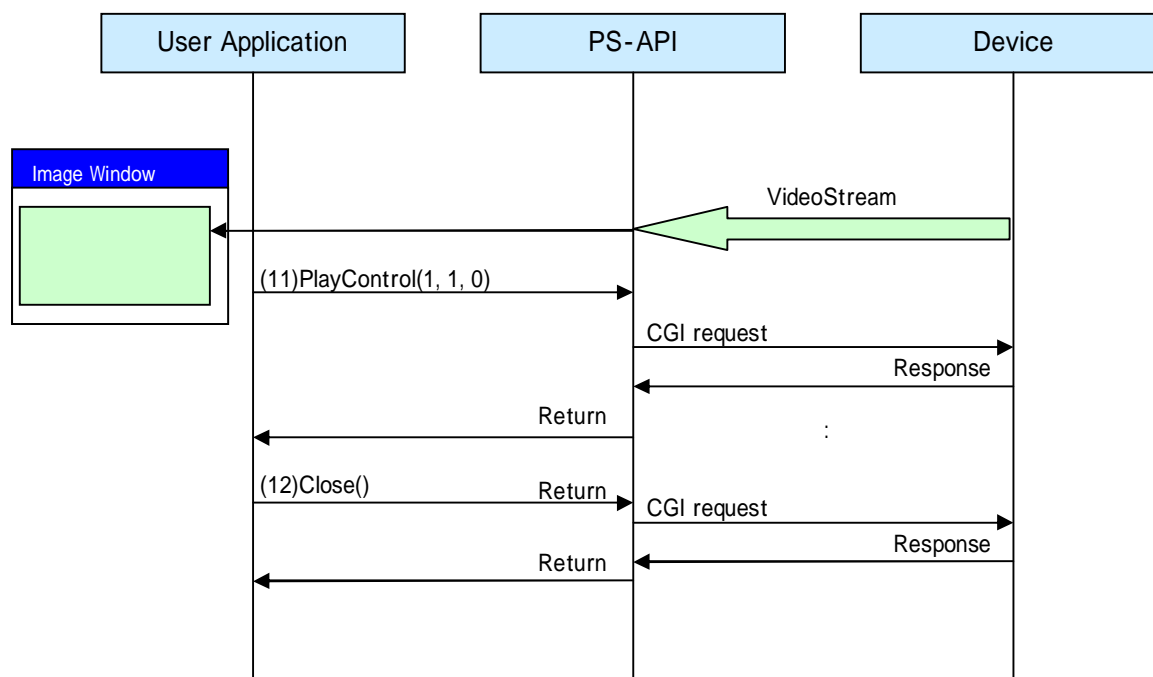 User Application
PS-API
Device
Image Window
VideoStream
(11)PlayControl(1, 1, 0)
CGI request
Response
Return
:
(12)Close()
Return
CGI request
Response
Return